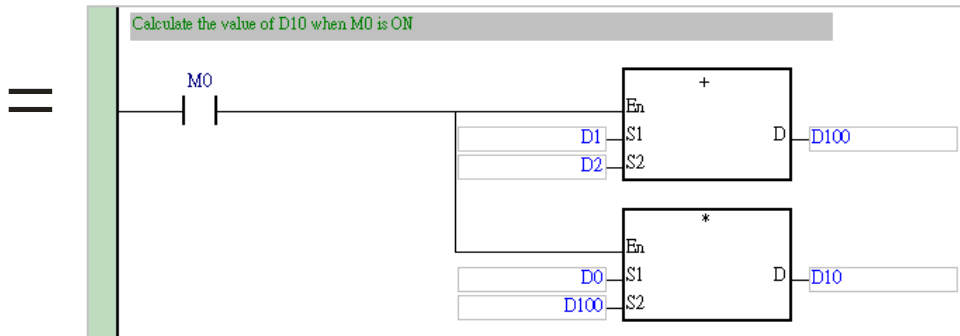 =
Calculate the value of D10 when M0 is ON
M0
+
En
D1 S1 D D100
D2 S2
*
En
D0 S1 D D10
D100 S2